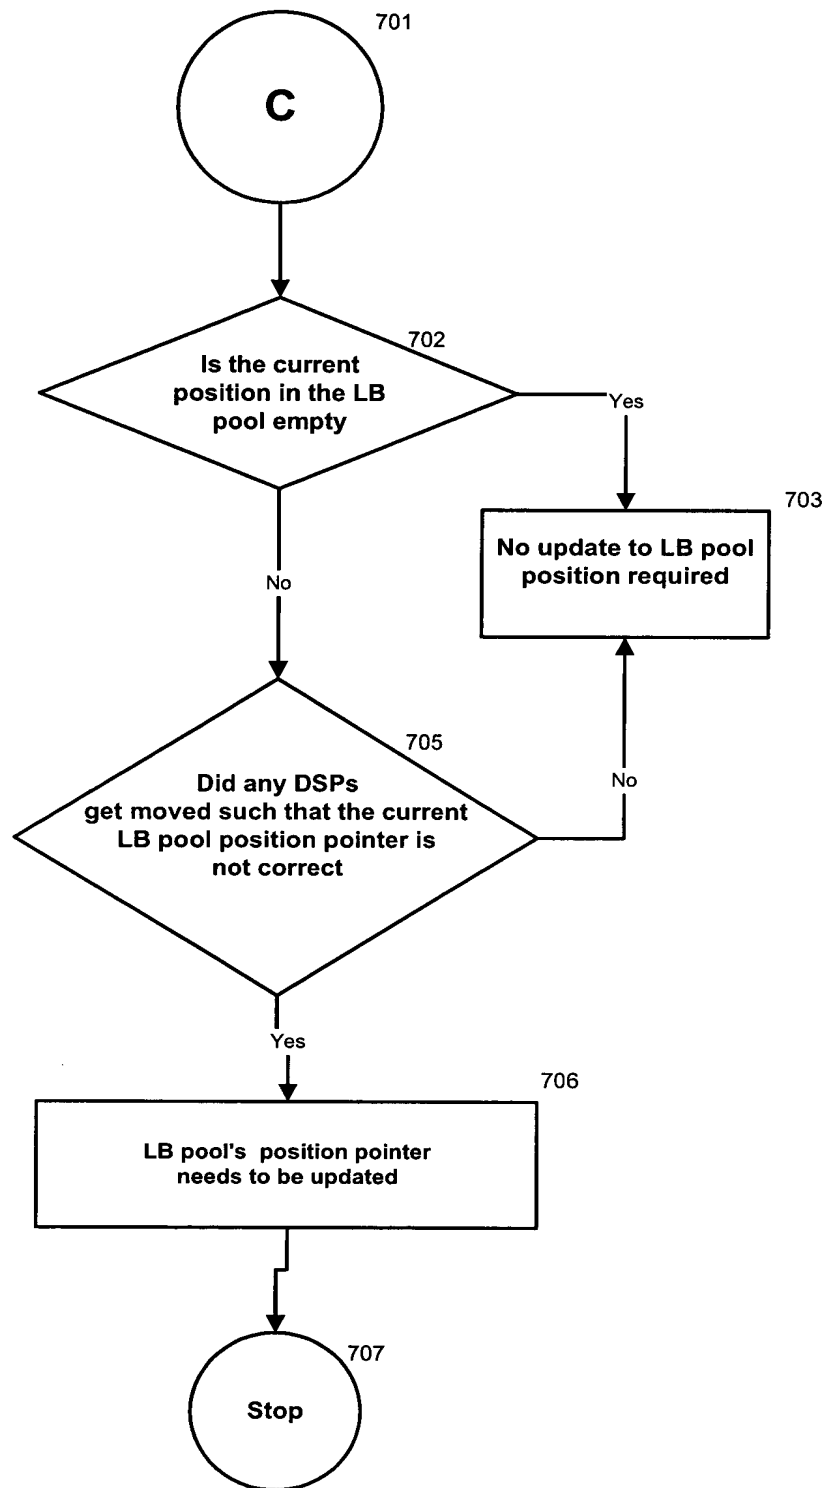 701
C
702
Is the current
position in the LB
pool empty
Yes
703
No update to LB pool
position required
No
705
Did any DSPs
get moved such that the current
LB pool position pointer is
not correct
No
Yes
706
LB pool's position pointer
needs to be updated
707
Stop